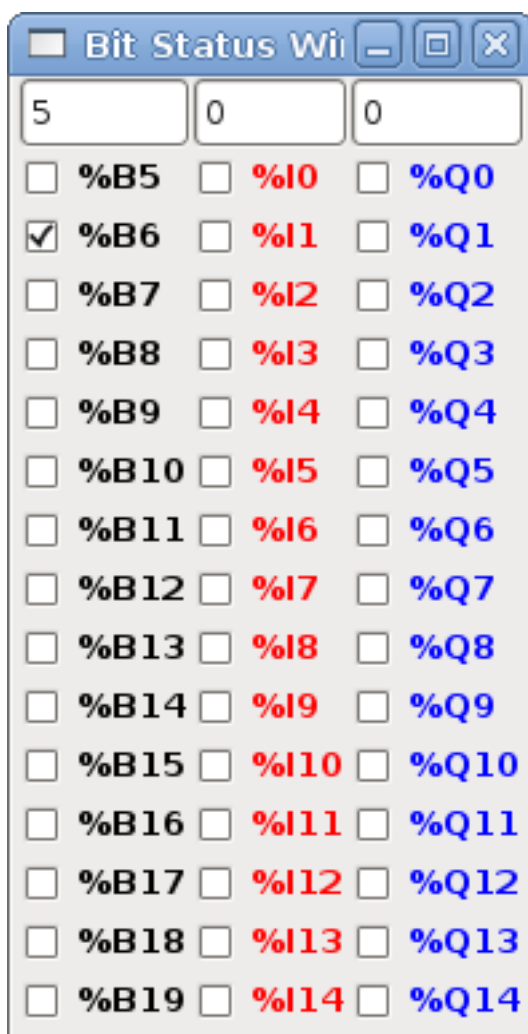 Bit Status Wi
5 0 0
%B5 %I0 %Q0
%B6 %I1 %Q1
%B7 %I2 %Q2
%B8 %I3 %Q3
%B9 %I4 %Q4
%B10 %I5 %Q5
%B11 %I6 %Q6
%B12 %I7 %Q7
%B13 %I8 %Q8
%B14 %I9 %Q9
%B15 %I10 %Q10
%B16 %I11 %Q11
%B17 %I12 %Q12
%B18 %I13 %Q13
%B19 %I14 %Q14